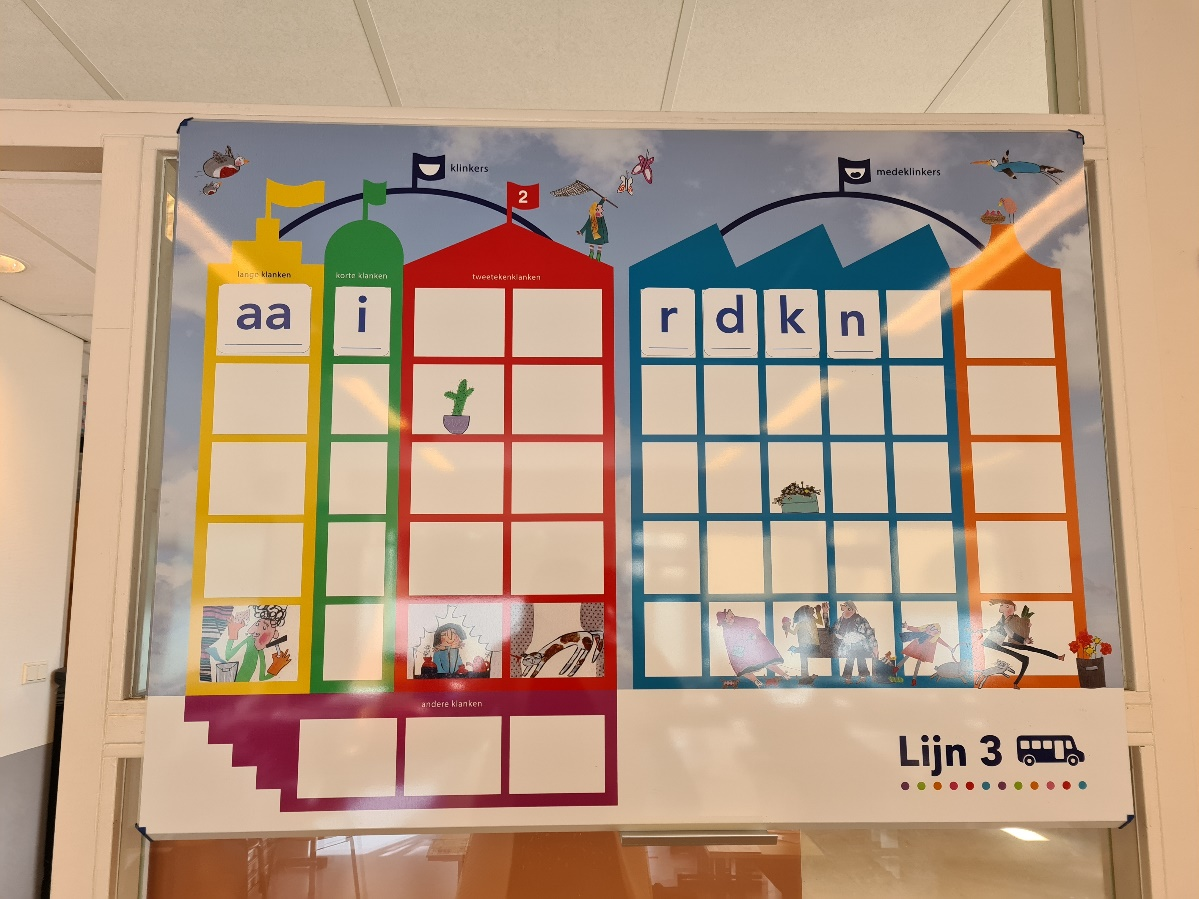 klinkers
medeklinkers
2
lange klanken
korte klanken
tweetekenklanken
aa
i
r
d
k
n
andere klanken
Lijn 3